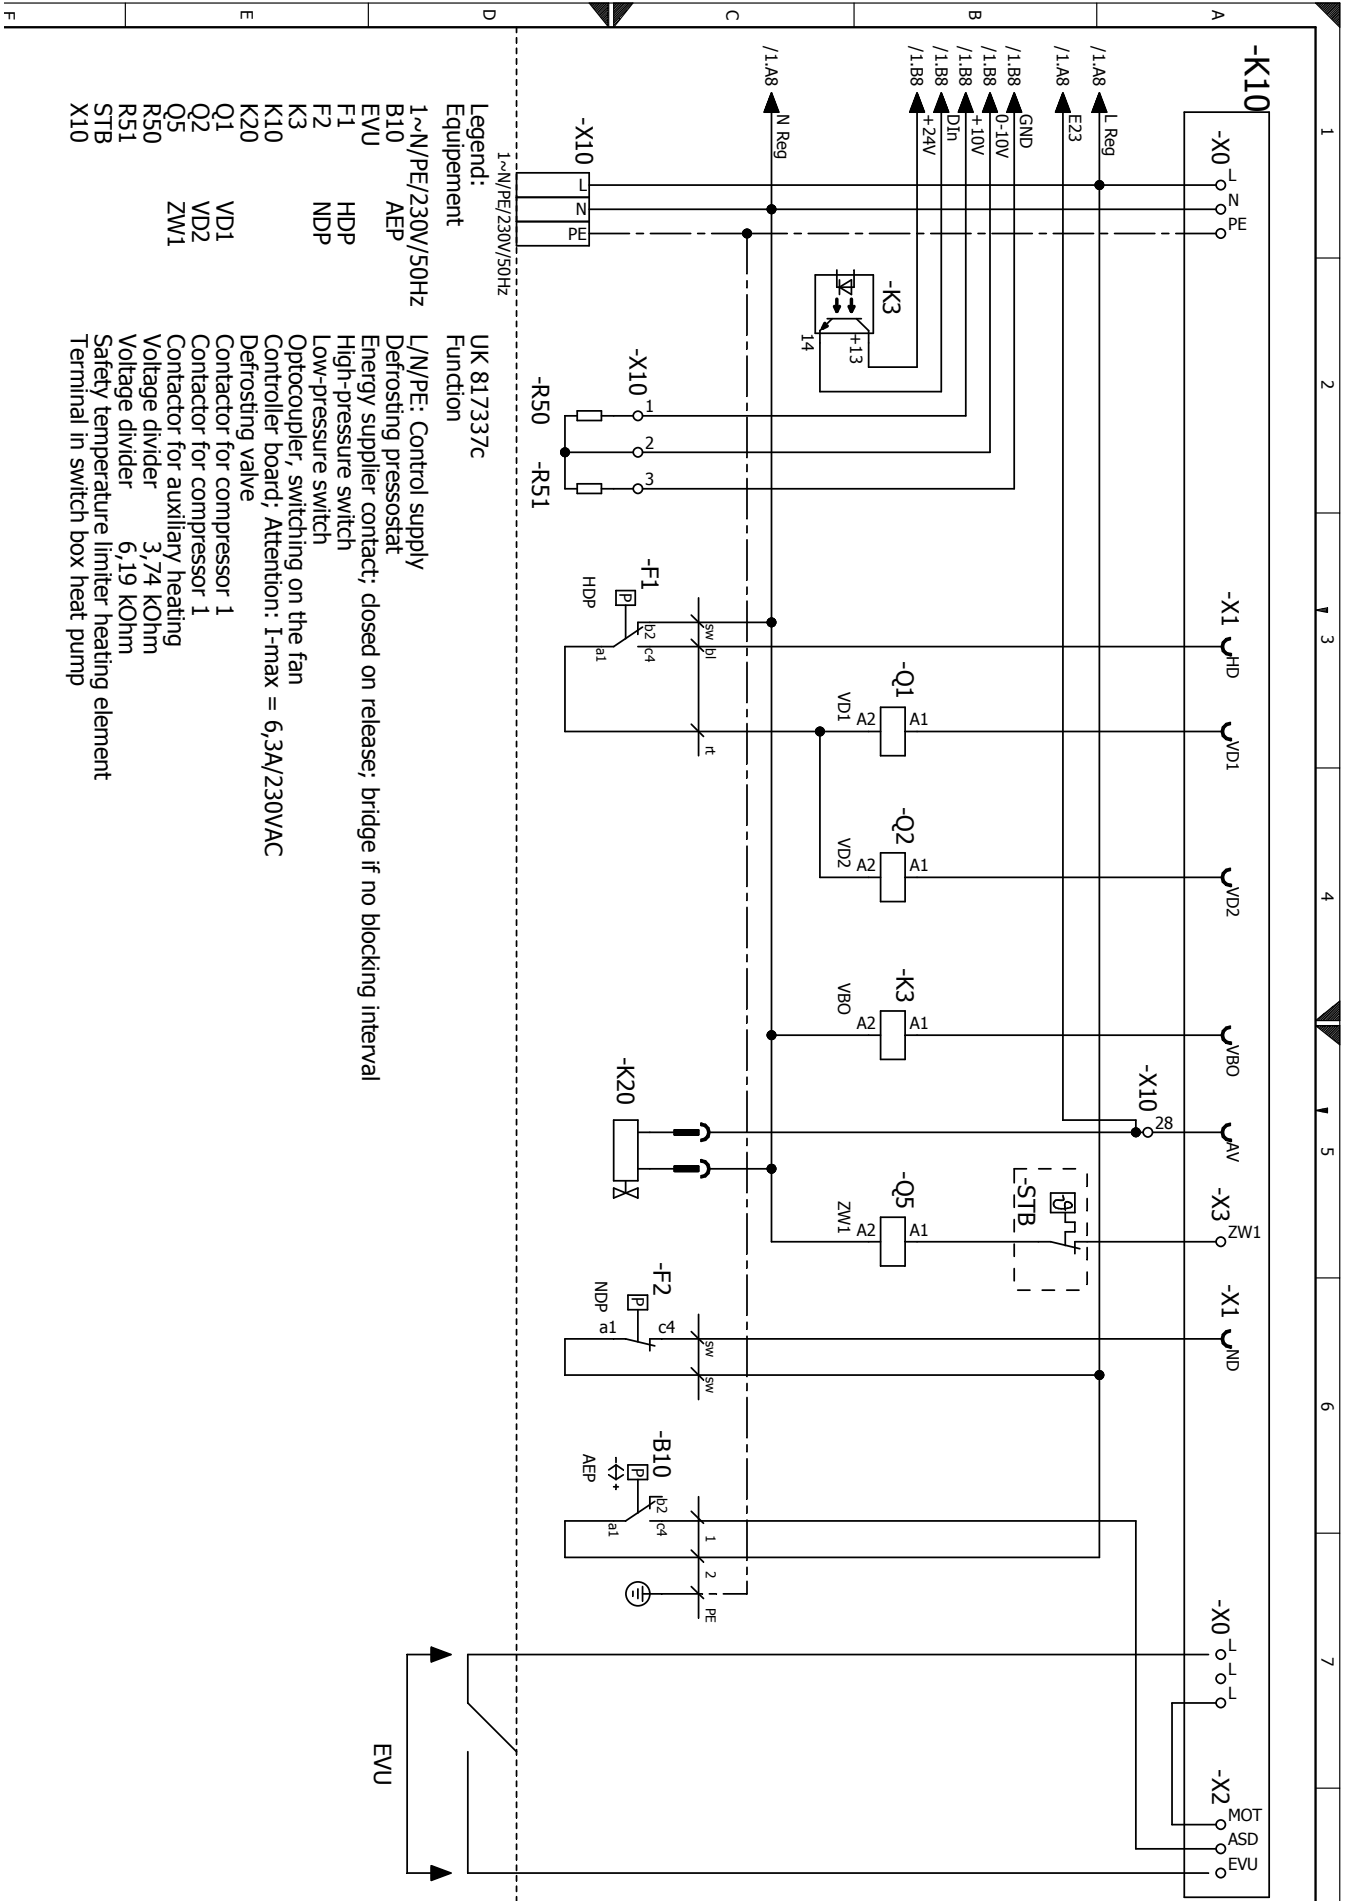 1
2
3
4
5
6
7
A
B
C
D
E
F
-K10
-X0
L
N
PE
-X1
HD
VD1
VD2
VBO
AV
-X3
ZW1
-X1
ND
-X0
L
L
L
-X2
MOT
ASD
EVU
/1.A8
L Reg
/1.A8
E23
/1.B8
GND
/1.B8
0-10V
/1.B8
+10V
/1.B8
DIn
/1.B8
+24V
/1.A8
N Reg
-X10
28
-STB
-K3
+13
14
-Q1
A1
A2
VD1
-Q2
A1
A2
VD2
-K3
A1
A2
VBO
-Q5
A1
A2
ZW1
-X10
L
N
PE
1~N/PE/230V/50Hz
-X10
1
2
3
-R50
-R51
-F1
P
HDP
sw
bl
rt
b2
c4
a1
-K20
-F2
P
NDP
a1
c4
sw
sw
-B10
P
AEP
b2
c4
a1
1
2
PE
EVU
Legend: UK 817337c
Equipement Function
1~N/PE/230V/50Hz L/N/PE: Control supply
B10 AEP Defrosting pressostat
EVU Energy supplier contact; closed on release; bridge if no blocking interval
F1 HDP High-pressure switch
F2 NDP Low-pressure switch
K3 Optocoupler, switching on the fan
K10 Controller board; Attention: I-max = 6,3A/230VAC
K20 Defrosting valve
Q1 VD1 Contactor for compressor 1
Q2 VD2 Contactor for compressor 1
Q5 ZW1 Contactor for auxiliary heating
R50 Voltage divider 3,74 kOhm
R51 Voltage divider 6,19 kOhm
STB Safety temperature limiter heating element
X10 Terminal in switch box heat pump